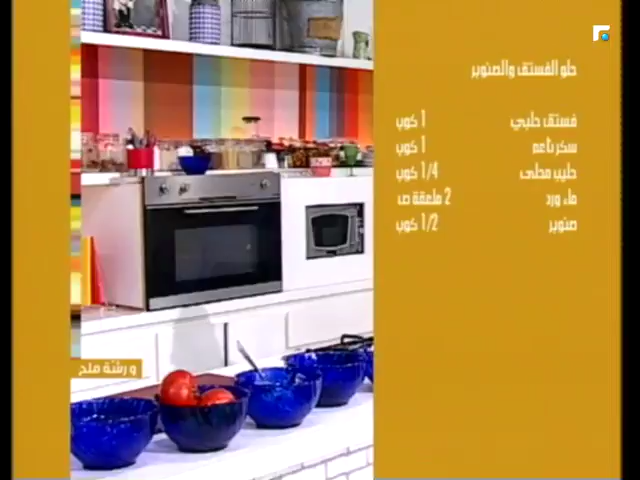 حلو الفستق والصنوبر
فستق حلبي 1 كوب
سكر ناعم 1 كوب
حليب محلى 1/4 كوب
ماء ورد 2 ملعقة ص
صنوبر 1/2 كوب
ورشة ملح